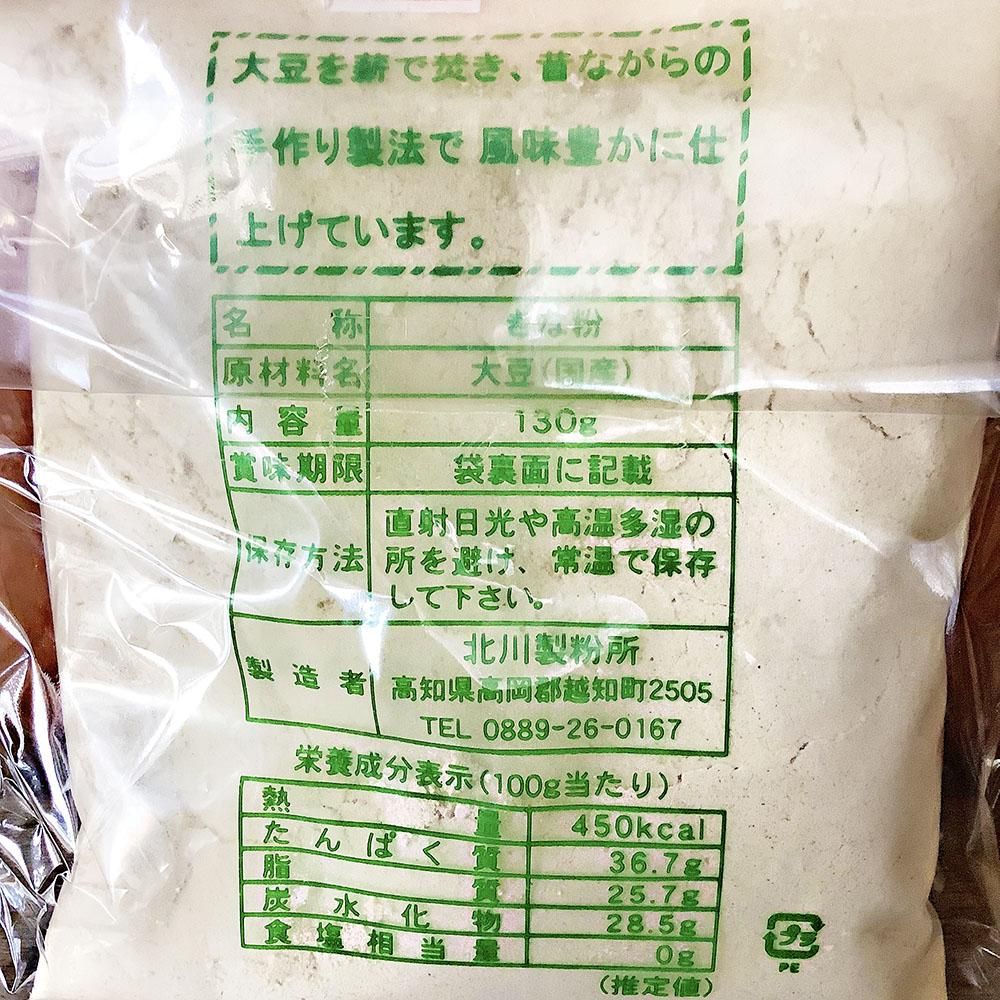 大豆を薪で焚き、昔ながらの
手作り製法で 風味豊かに仕
上げています。
名称 きな粉
原材料名 大豆(国産)
内容量 130g
賞味期限 袋裏面に記載
保存方法 直射日光や高温多湿の
所を避け、常温で保存
して下さい。
製造者 北川製粉所
高知県高岡郡越知町2505
TEL 0889-26-0167
栄養成分表示(100g当たり)
熱量 450kcal
たんぱく質 36.7g
脂質 25.7g
炭水化物 28.5g
食塩相当量 0g
(推定値)
プラ
PE